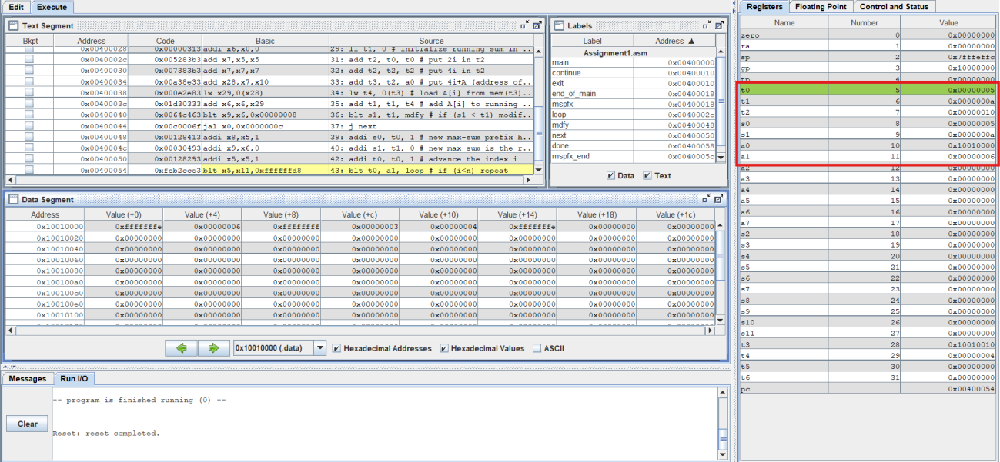 Edit Execute
Text Segment
Bkpt Address Code Basic Source
0x00400028 0x00000313 addi x6,x0,0 29: li t1, 0 # initialize running sum in ..
0x0040002c 0x005283b3 add x7,x5,x5 31: add t2, t0, t0 # put 2i in t2
0x00400030 0x007383b3 add x7,x7,x7 32: add t2, t2, t2 # put 4i in t2
0x00400034 0x00a38e33 add x28,x7,x10 33: add t3, t2, a0 # put 4i+A (address of..
0x00400038 0x000e2e83 lw x29,0(x28) 34: lw t4, 0(t3) # load A[i] from mem(t3)..
0x0040003c 0x01d30333 add x6,x6,x29 35: add t1, t1, t4 # add A[i] to running ..
0x00400040 0x0064c463 blt x9,x6,0x00000008 36: blt s1, t1, mdfy # if (s1 < t1) modif..
0x00400044 0x00c0006f jal x0,0x0000000c 37: j next
0x00400048 0x00128413 addi x8,x5,1 39: addi s0, t0, 1 # new max-sum prefix h..
0x0040004c 0x00030493 addi x9,x6,0 40: addi s1, t1, 0 # new max sum is the r..
0x00400050 0x00128293 addi x5,x5,1 42: addi t0, t0, 1 # advance the index i
0x00400054 0xfcb2cce3 blt x5,x11,0xffffffd8 43: blt t0, a1, loop # if (i<n) repeat
Labels
Label Address ▲
Assignment1.asm
main 0x00400000
continue 0x00400010
exit 0x00400010
end_of_main 0x00400018
mspfx 0x00400018
loop 0x0040002c
mdfy 0x00400048
next 0x00400050
done 0x00400058
mspfx_end 0x0040005c
Data Text
Data Segment
Address Value (+0) Value (+4) Value (+8) Value (+c) Value (+10) Value (+14) Value (+18) Value (+1c)
0x10010000 0xfffffffe 0x00000006 0xffffffff 0x00000003 0x00000004 0xfffffffe 0x00000000 0x00000000
0x10010020 0x00000000 0x00000000 0x00000000 0x00000000 0x00000000 0x00000000 0x00000000 0x00000000
0x10010040 0x00000000 0x00000000 0x00000000 0x00000000 0x00000000 0x00000000 0x00000000 0x00000000
0x10010060 0x00000000 0x00000000 0x00000000 0x00000000 0x00000000 0x00000000 0x00000000 0x00000000
0x10010080 0x00000000 0x00000000 0x00000000 0x00000000 0x00000000 0x00000000 0x00000000 0x00000000
0x100100a0 0x00000000 0x00000000 0x00000000 0x00000000 0x00000000 0x00000000 0x00000000 0x00000000
0x100100c0 0x00000000 0x00000000 0x00000000 0x00000000 0x00000000 0x00000000 0x00000000 0x00000000
0x100100e0 0x00000000 0x00000000 0x00000000 0x00000000 0x00000000 0x00000000 0x00000000 0x00000000
0x10010100 0x00000000 0x00000000 0x00000000 0x00000000 0x00000000 0x00000000 0x00000000 0x00000000
0x10010000 (.data) Hexadecimal Addresses Hexadecimal Values ASCII
Messages Run I/O
-- program is finished running (0) --
Clear
Reset: reset completed.
Registers Floating Point Control and Status
Name Number Value
zero 0 0x00000000
ra 1 0x00000000
sp 2 0x7fffeffc
gp 3 0x10008000
tp 4 0x00000000
t0 5 0x00000005
t1 6 0x0000000a
t2 7 0x00000010
s0 8 0x00000005
s1 9 0x0000000a
a0 10 0x10010000
a1 11 0x00000006
a2 12 0x00000000
a3 13 0x00000000
a4 14 0x00000000
a5 15 0x00000000
a6 16 0x00000000
a7 17 0x00000000
s2 18 0x00000000
s3 19 0x00000000
s4 20 0x00000000
s5 21 0x00000000
s6 22 0x00000000
s7 23 0x00000000
s8 24 0x00000000
s9 25 0x00000000
s10 26 0x00000000
s11 27 0x00000000
t3 28 0x10010010
t4 29 0x00000004
t5 30 0x00000000
t6 31 0x00000000
pc 0x00400054